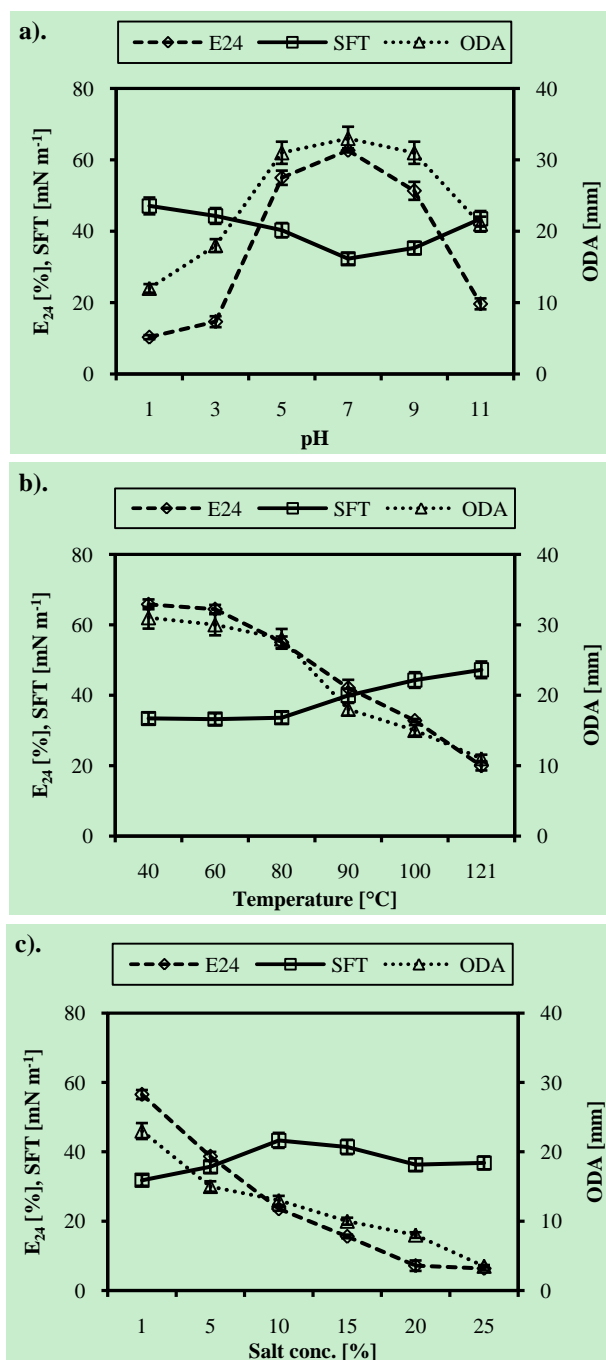 a).
E24 SFT ODA
E24 [%], SFT [mN m-1]
80
60
40
20
0
ODA [mm]
40
30
20
10
0
1 3 5 7 9 11
pH
b).
E24 SFT ODA
E24 [%], SFT [mN m-1]
80
60
40
20
0
ODA [mm]
40
30
20
10
0
40 60 80 90 100 121
Temperature [°C]
c).
E24 SFT ODA
E24 [%], SFT [mN m-1]
80
60
40
20
0
ODA [mm]
40
30
20
10
0
1 5 10 15 20 25
Salt conc. [%]